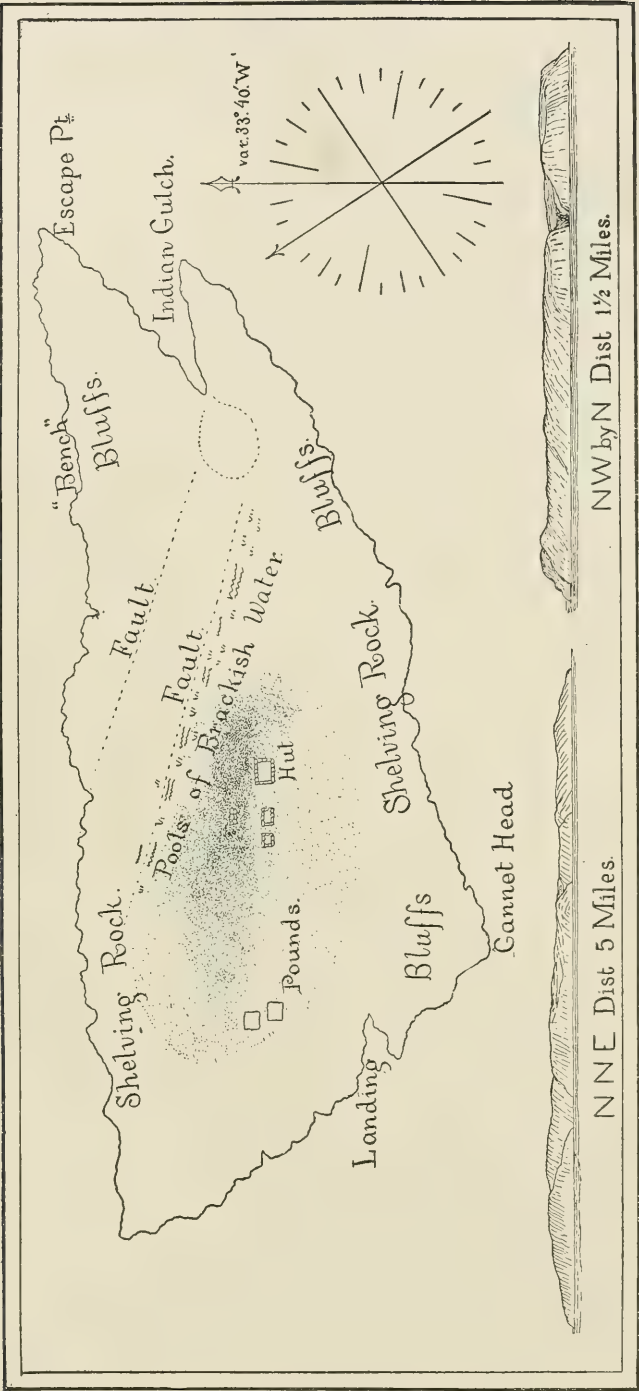 Escape Pt
"Bench"
Bluffs.
Shelving Rock.
Fault
Indian Gulch.
Fault
Pools of Brackish Water
var. 33°.40'.W
Hut
Pounds.
Bluffs.
Landing
Shelving Rock.
Bluffs
Gannet Head
NNE Dist 5 Miles.
NW by N Dist 1½ Miles.